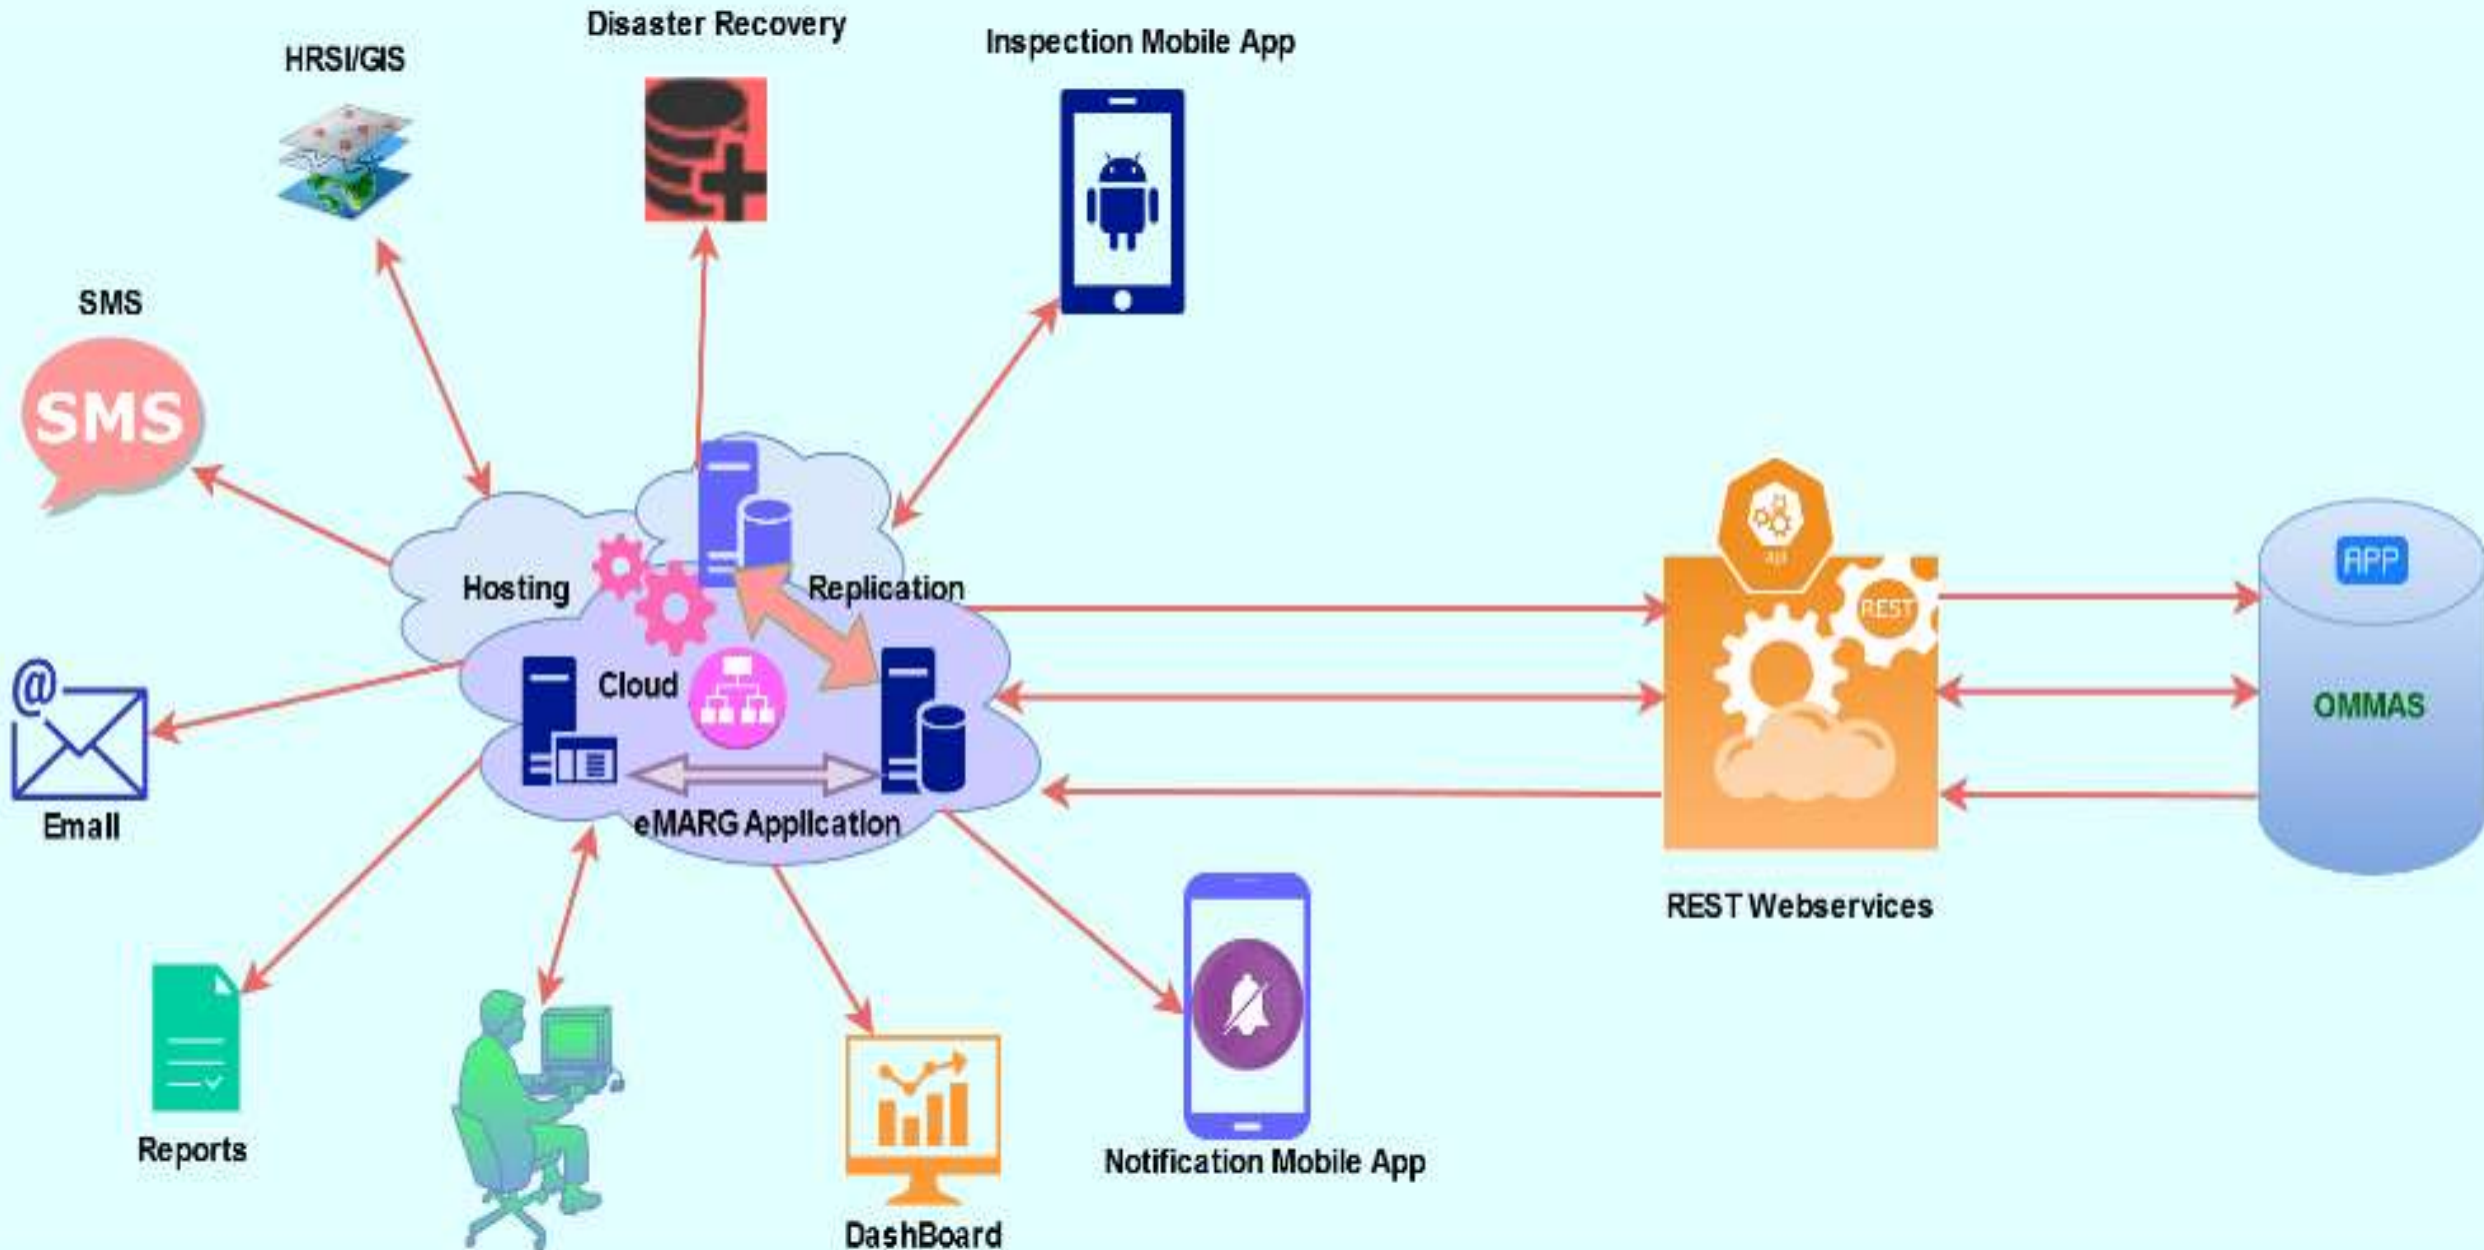 Disaster Recovery
Inspection Mobile App
HRSI/GIS
SMS
SMS
Hosting
Replication
Cloud
eMARG Application
@
Email
Reports
DashBoard
Notification Mobile App
API
REST
REST Webservices
APP
OMMAS